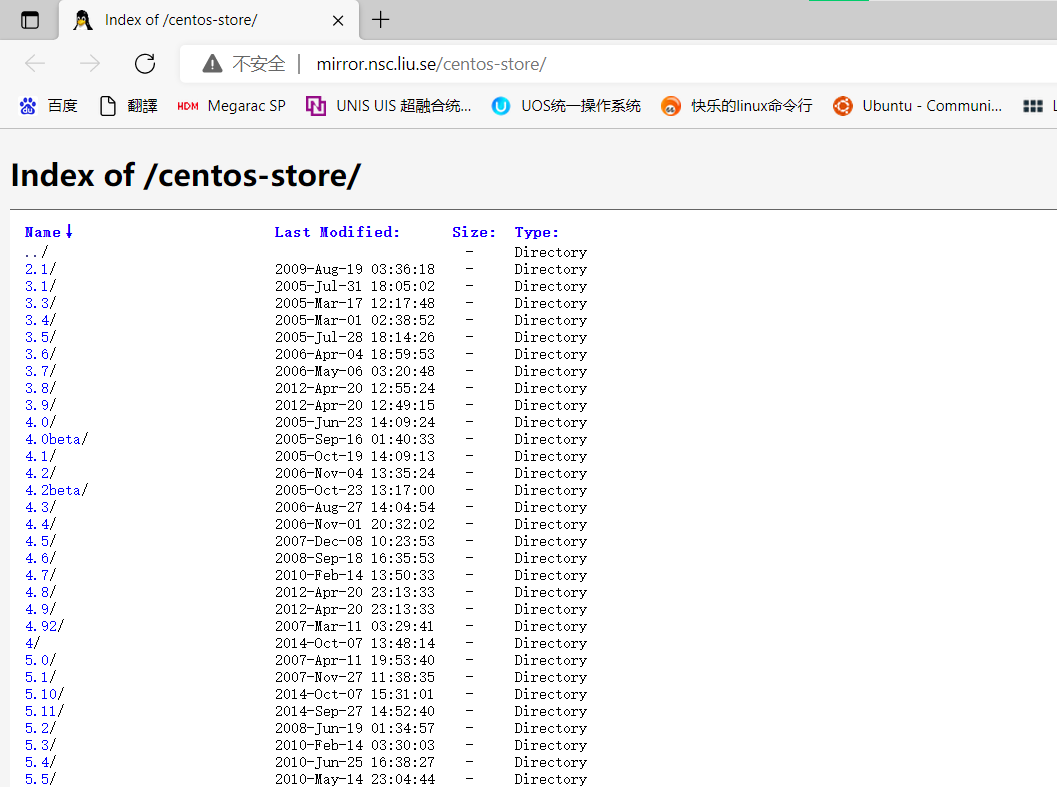 Index of /centos-store/
不安全 | mirror.nsc.liu.se/centos-store/
百度 翻譯 HDM Megarac SP UNIS UIS 超融合统... UOS统一操作系统 快乐的linux命令行 Ubuntu - Communi... L
Index of /centos-store/
Name↓ Last Modified: Size: Type:
../ - Directory
2.1/ 2009-Aug-19 03:36:18 - Directory
3.1/ 2005-Jul-31 18:05:02 - Directory
3.3/ 2005-Mar-17 12:17:48 - Directory
3.4/ 2005-Mar-01 02:38:52 - Directory
3.5/ 2005-Jul-28 18:14:26 - Directory
3.6/ 2006-Apr-04 18:59:53 - Directory
3.7/ 2006-May-06 03:20:48 - Directory
3.8/ 2012-Apr-20 12:55:24 - Directory
3.9/ 2012-Apr-20 12:49:15 - Directory
4.0/ 2005-Jun-23 14:09:24 - Directory
4.0beta/ 2005-Sep-16 01:40:33 - Directory
4.1/ 2005-Oct-19 14:09:13 - Directory
4.2/ 2006-Nov-04 13:35:24 - Directory
4.2beta/ 2005-Oct-23 13:17:00 - Directory
4.3/ 2006-Aug-27 14:04:54 - Directory
4.4/ 2006-Nov-01 20:32:02 - Directory
4.5/ 2007-Dec-08 10:23:53 - Directory
4.6/ 2008-Sep-18 16:35:53 - Directory
4.7/ 2010-Feb-14 13:50:33 - Directory
4.8/ 2012-Apr-20 23:13:33 - Directory
4.9/ 2012-Apr-20 23:13:33 - Directory
4.92/ 2007-Mar-11 03:29:41 - Directory
4/ 2014-Oct-07 13:48:14 - Directory
5.0/ 2007-Apr-11 19:53:40 - Directory
5.1/ 2007-Nov-27 11:38:35 - Directory
5.10/ 2014-Oct-07 15:31:01 - Directory
5.11/ 2014-Sep-27 14:52:40 - Directory
5.2/ 2008-Jun-19 01:34:57 - Directory
5.3/ 2010-Feb-14 03:30:03 - Directory
5.4/ 2010-Jun-25 16:38:27 - Directory
5.5/ 2010-May-14 23:04:44 - Directory